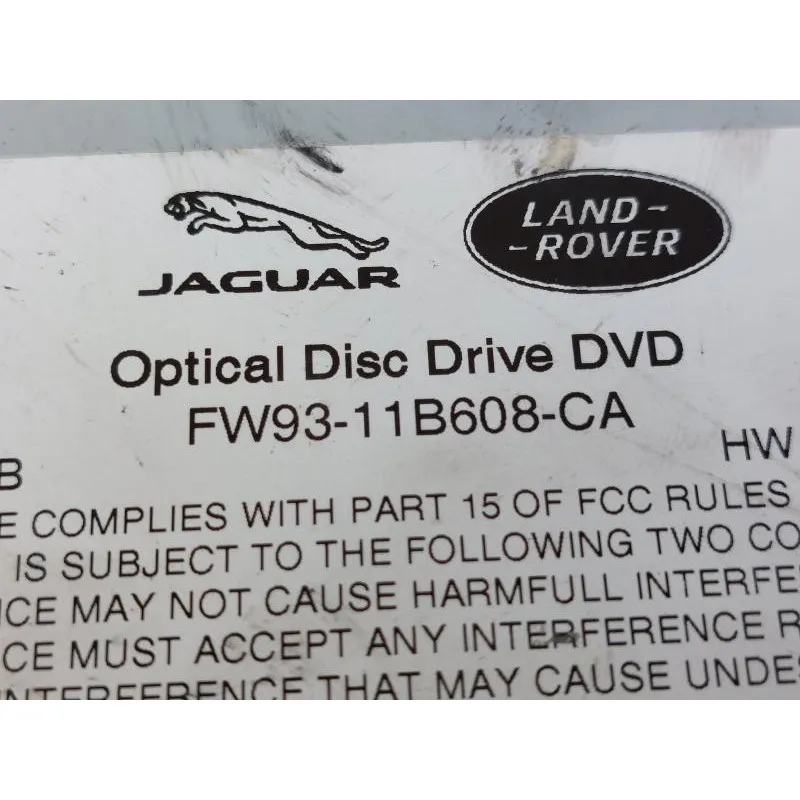 JAGUAR
LAND-
-ROVER
Optical Disc Drive DVD
FW93-11B608-CA
B
HW
E COMPLIES WITH PART 15 OF FCC RULES
IS SUBJECT TO THE FOLLOWING TWO CO
ICE MAY NOT CAUSE HARMFULL INTERFE
CE MUST ACCEPT ANY INTERFERENCE R
INTERFERENCE THAT MAY CAUSE UNDES